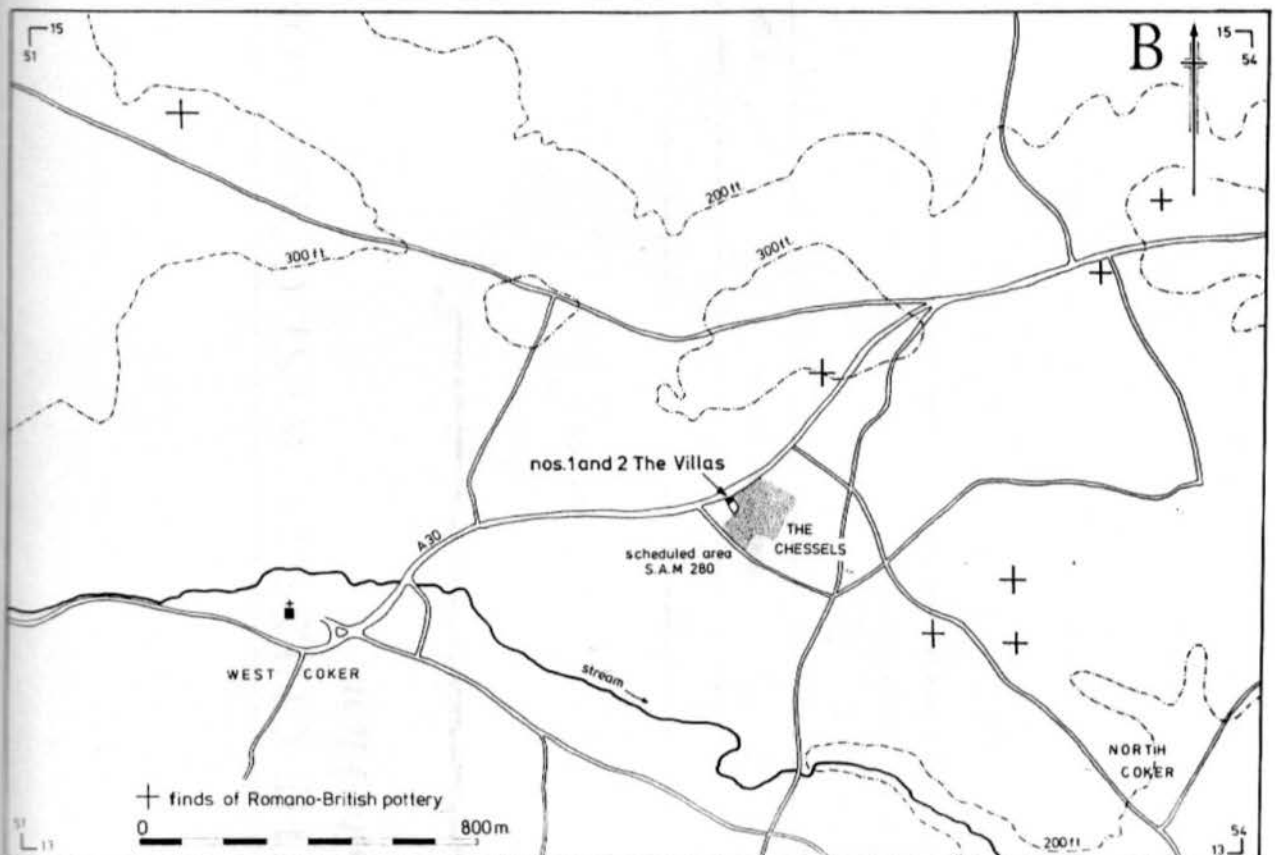 15
51
B
15
54
200 ft
300 ft
300 ft.
nos. 1 and 2 The Villas
THE
CHESSELS
scheduled area
S.A.M 280
A 30
WEST COKER
stream
NORTH
COKER
finds of Romano-British pottery
0 800 m
200 ft
51
13
54
13